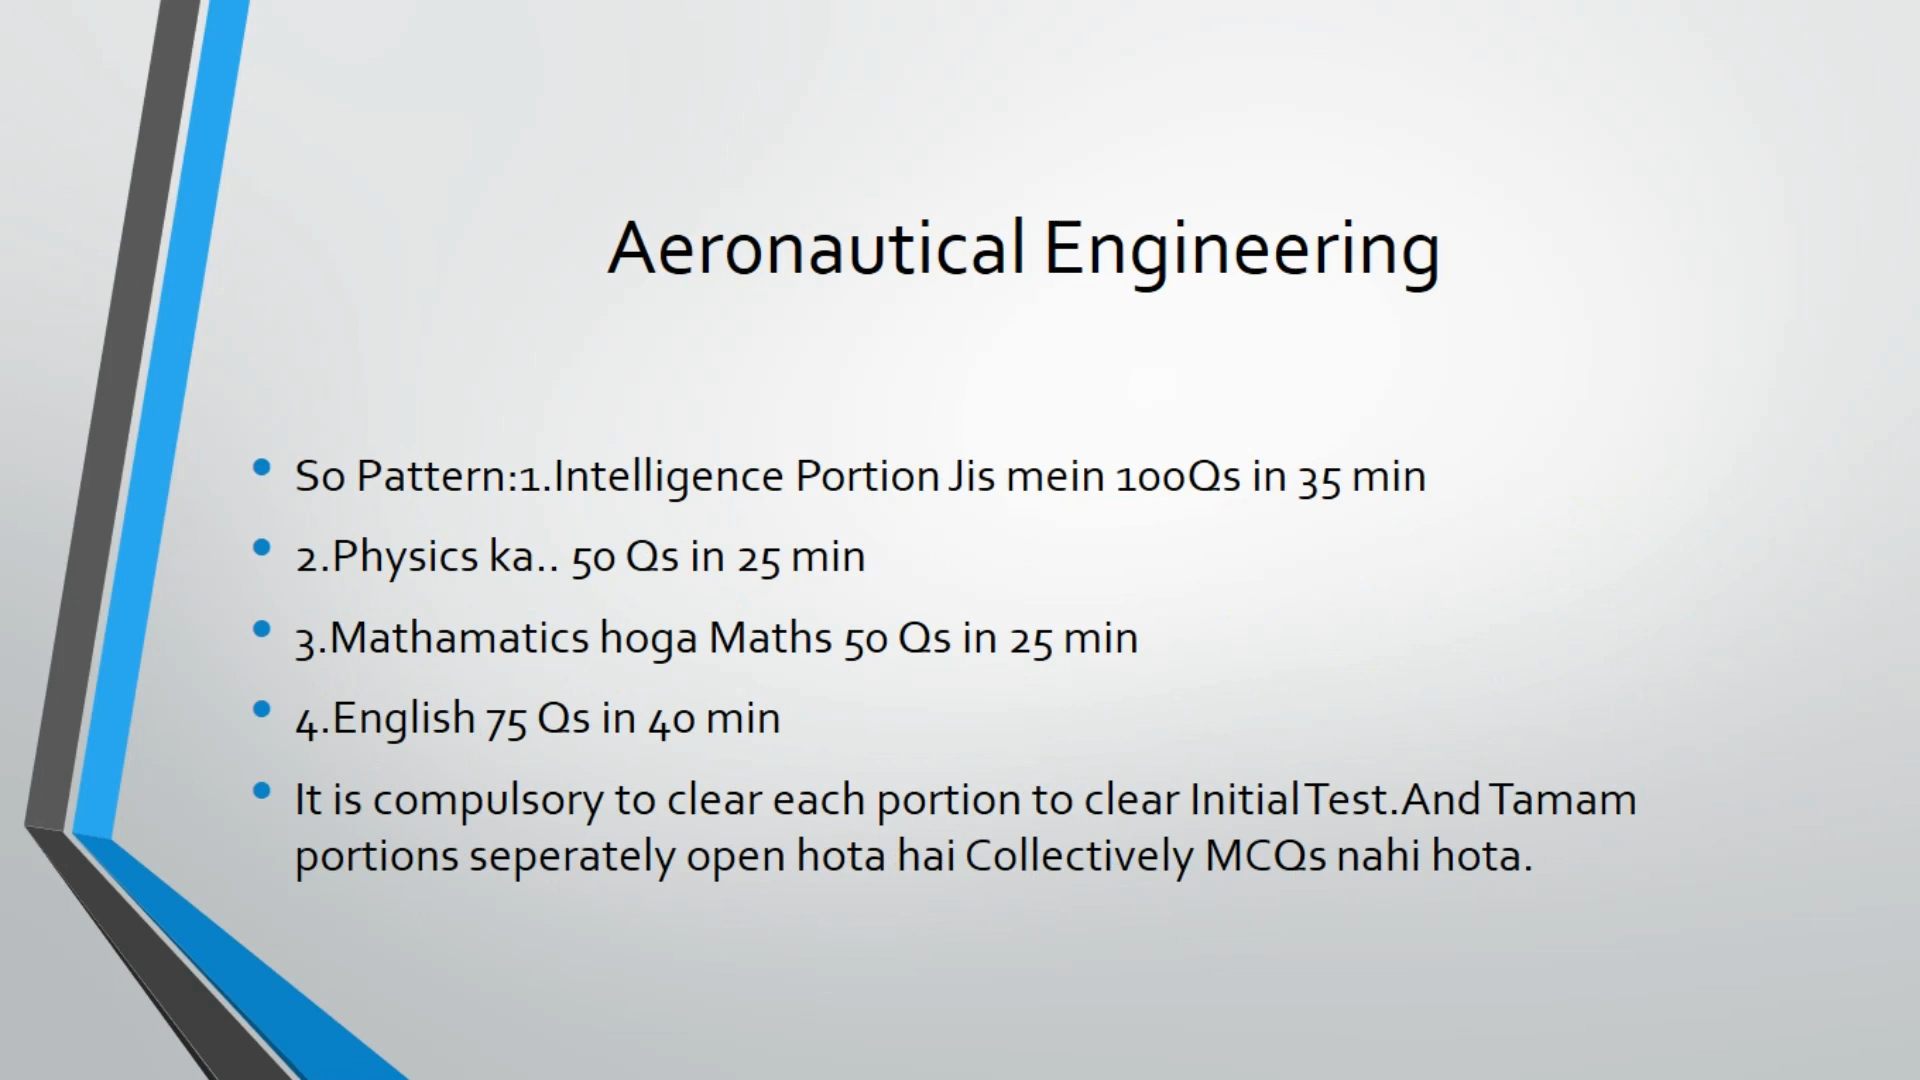 Aeronautical Engineering
So Pattern:1.Intelligence Portion Jis mein 100Qs in 35 min
2.Physics ka.. 50 Qs in 25 min
3.Mathamatics hoga Maths 50 Qs in 25 min
4.English 75 Qs in 40 min
It is compulsory to clear each portion to clear Initial Test.And Tamam
portions seperately open hota hai Collectively MCQs nahi hota.